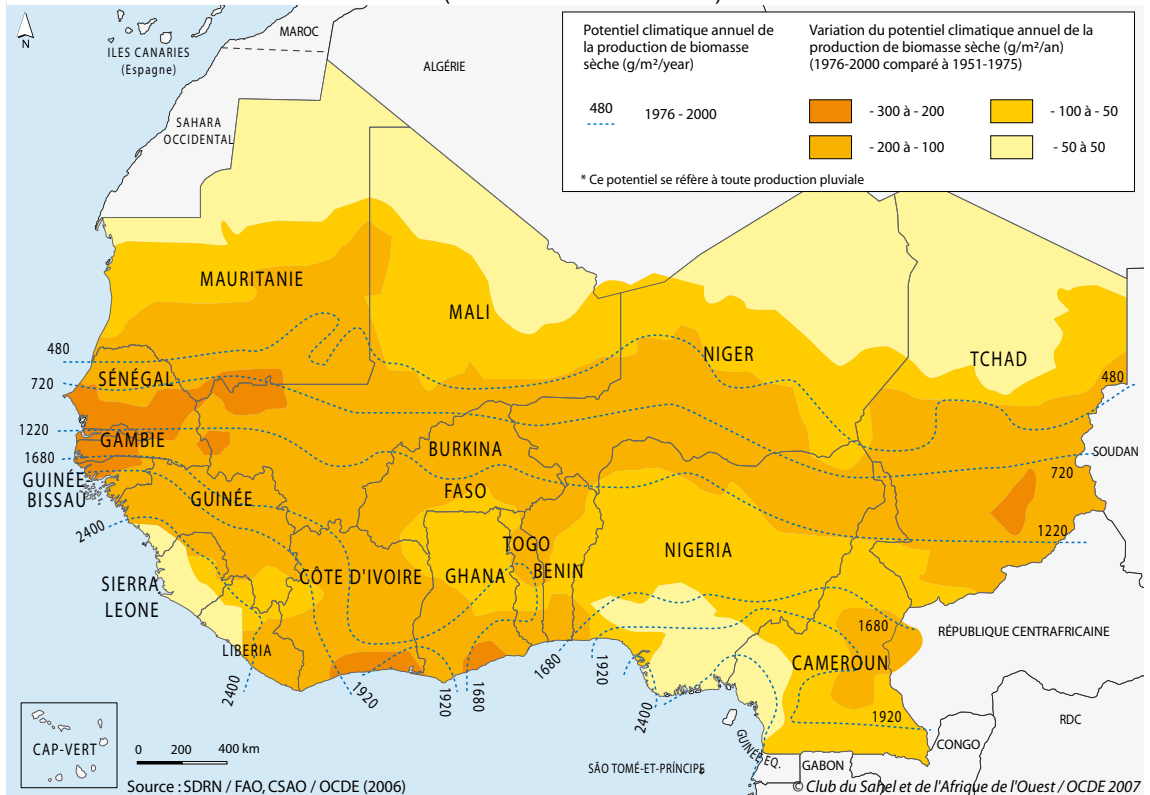 N
ILES CANARIES
(Espagne)
MAROC
ALGÉRIE
SAHARA
OCCIDENTAL
Potentiel climatique annuel de
la production de biomasse
sèche (g/m²/year)
480
1976 - 2000
Variation du potentiel climatique annuel de la
production de biomasse sèche (g/m²/an)
(1976-2000 comparé à 1951-1975)
- 300 à - 200
- 100 à - 50
- 200 à - 100
- 50 à 50
* Ce potentiel se réfère à toute production pluviale
MAURITANIE
MALI
NIGER
TCHAD
480
480
SÉNÉGAL
720
1220
GAMBIE
BURKINA
SOUDAN
1680
720
GUINÉE
BISSAU
GUINÉE
FASO
2400
1220
TOGO
NIGERIA
BENIN
CÔTE D'IVOIRE
GHANA
SIERRA
LEONE
1680
RÉPUBLIQUE CENTRAFRICAINE
LIBERIA
CAMEROUN
2400
1920
1920
1680
1680
1920
2400
1920
RDC
CONGO
GUINÉE EQ.
GABON
CAP-VERT
0 200 400 km
SÃO TOMÉ-ET-PRÍNCIPE
Source : SDRN / FAO, CSAO / OCDE (2006)
© Club du Sahel et de l'Afrique de l'Ouest / OCDE 2007